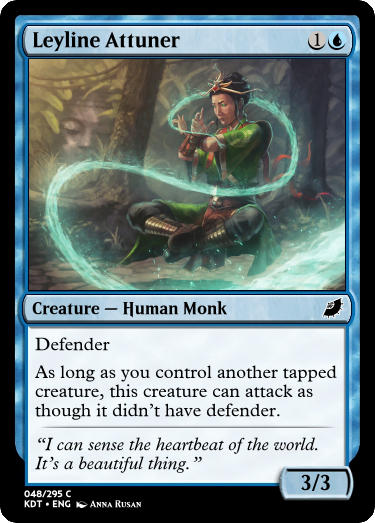 Leyline Attuner 1
Creature — Human Monk
Defender
As long as you control another tapped
creature, this creature can attack as
though it didn't have defender.
“I can sense the heartbeat of the world.
It's a beautiful thing.”
3/3
048/295 C
KDT • ENG Anna Rusan